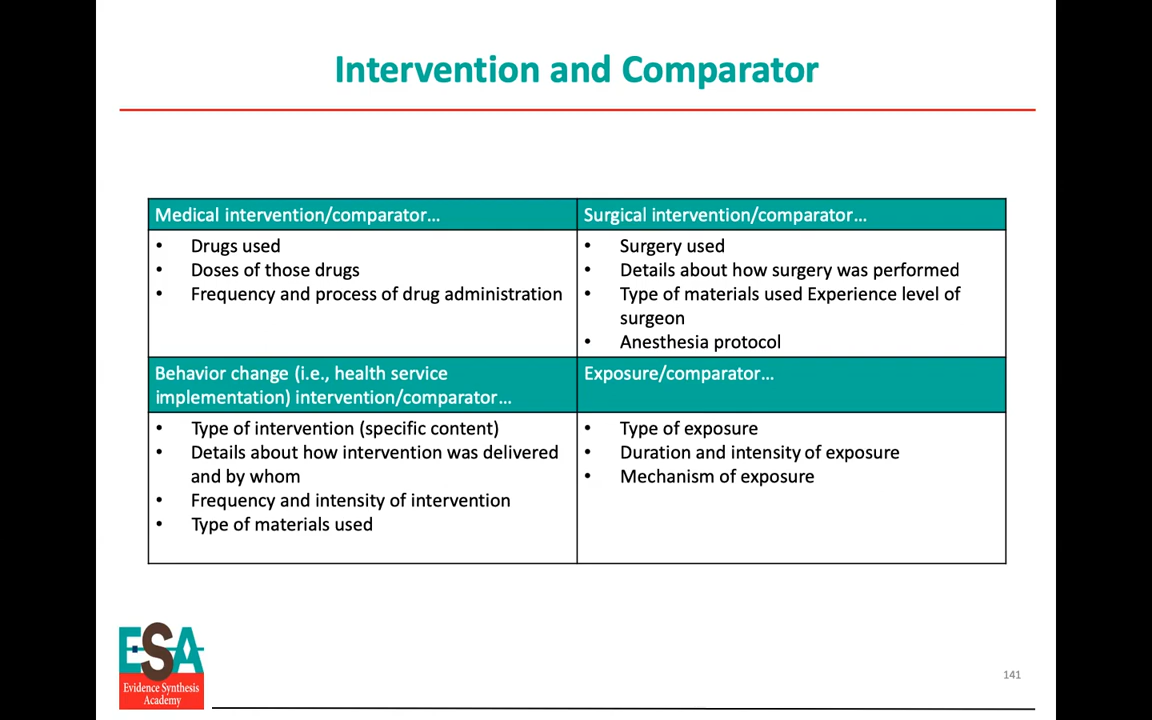 Intervention and Comparator
Medical intervention/comparator…
• Drugs used
• Doses of those drugs
• Frequency and process of drug administration
Surgical intervention/comparator…
• Surgery used
• Details about how surgery was performed
• Type of materials used Experience level of
surgeon
• Anesthesia protocol
Behavior change (i.e., health service
implementation) intervention/comparator…
• Type of intervention (specific content)
• Details about how intervention was delivered
and by whom
• Frequency and intensity of intervention
• Type of materials used
Exposure/comparator…
• Type of exposure
• Duration and intensity of exposure
• Mechanism of exposure
ESA
Evidence Synthesis
Academy
141